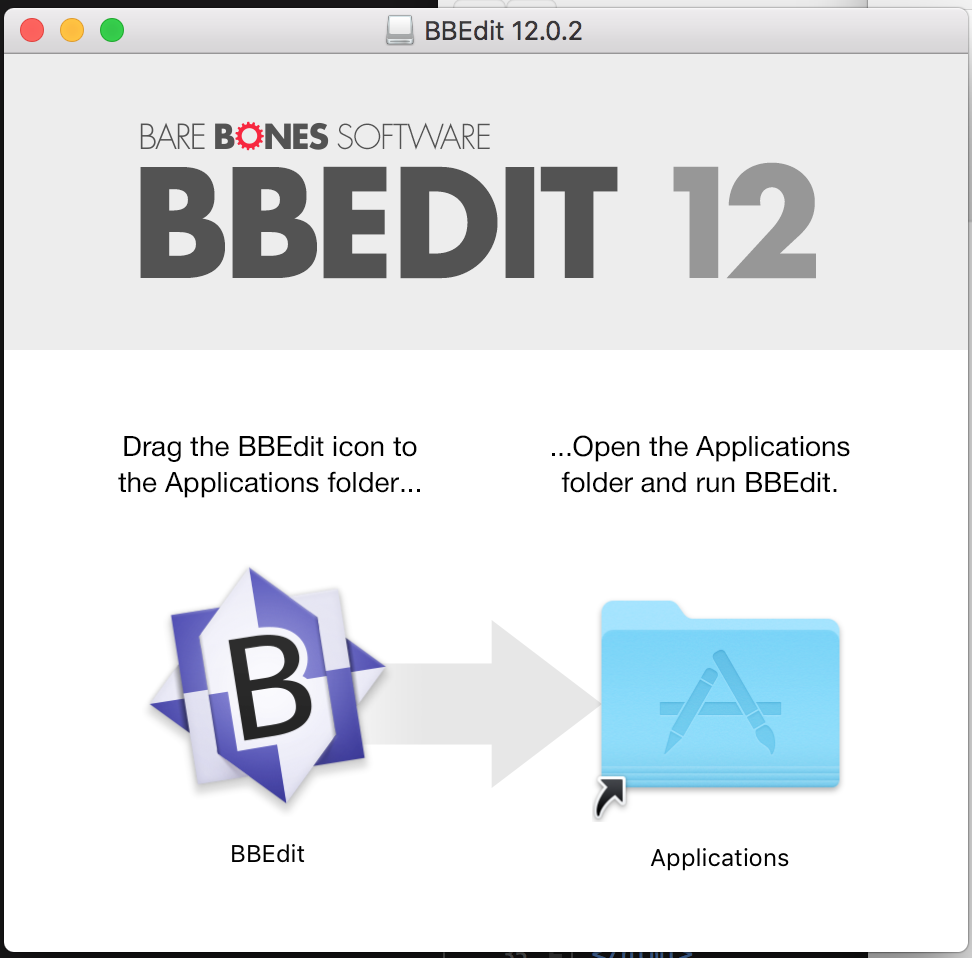 BBEdit 12.0.2
BARE BONES SOFTWARE
BBEDIT 12
Drag the BBEdit icon to
the Applications folder...
...Open the Applications
folder and run BBEdit.
B
BBEdit
Applications